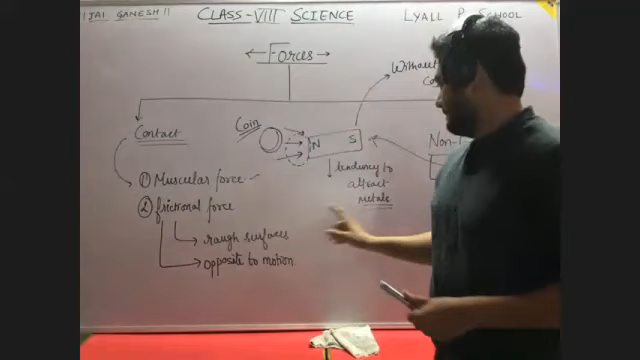 ||JAI GANESH||
CLASS-VIII SCIENCE
LYALL P SCHOOL
Forces
Without
Contact
Coin
N S
Non-
① Muscular force
tendency to
attract
metals
② frictional force
rough surfaces
opposite to motion